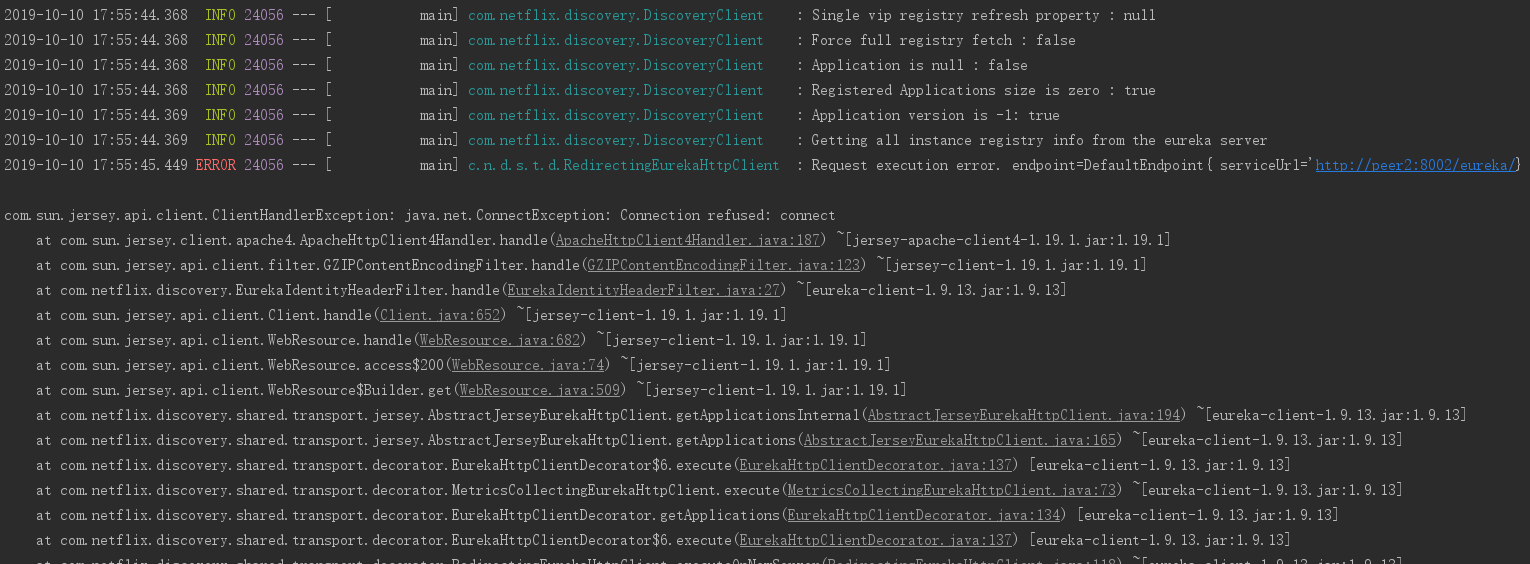 2019-10-10 17:55:44.368  INFO 24056 --- [           main] com.netflix.discovery.DiscoveryClient    : Single vip registry refresh property : null
2019-10-10 17:55:44.368  INFO 24056 --- [           main] com.netflix.discovery.DiscoveryClient    : Force full registry fetch : false
2019-10-10 17:55:44.368  INFO 24056 --- [           main] com.netflix.discovery.DiscoveryClient    : Application is null : false
2019-10-10 17:55:44.368  INFO 24056 --- [           main] com.netflix.discovery.DiscoveryClient    : Registered Applications size is zero : true
2019-10-10 17:55:44.369  INFO 24056 --- [           main] com.netflix.discovery.DiscoveryClient    : Application version is -1: true
2019-10-10 17:55:44.369  INFO 24056 --- [           main] com.netflix.discovery.DiscoveryClient    : Getting all instance registry info from the eureka server
2019-10-10 17:55:45.449 ERROR 24056 --- [           main] c.n.d.s.t.d.RedirectingEurekaHttpClient  : Request execution error. endpoint=DefaultEndpoint{ serviceUrl='http://peer2:8002/eureka/}
com.sun.jersey.api.client.ClientHandlerException: java.net.ConnectException: Connection refused: connect
    at com.sun.jersey.client.apache4.ApacheHttpClient4Handler.handle(ApacheHttpClient4Handler.java:187) ~[jersey-apache-client4-1.19.1.jar:1.19.1]
    at com.sun.jersey.api.client.filter.GZIPContentEncodingFilter.handle(GZIPContentEncodingFilter.java:123) ~[jersey-client-1.19.1.jar:1.19.1]
    at com.netflix.discovery.EurekaIdentityHeaderFilter.handle(EurekaIdentityHeaderFilter.java:27) ~[eureka-client-1.9.13.jar:1.9.13]
    at com.sun.jersey.api.client.Client.handle(Client.java:652) ~[jersey-client-1.19.1.jar:1.19.1]
    at com.sun.jersey.api.client.WebResource.handle(WebResource.java:682) ~[jersey-client-1.19.1.jar:1.19.1]
    at com.sun.jersey.api.client.WebResource.access$200(WebResource.java:74) ~[jersey-client-1.19.1.jar:1.19.1]
    at com.sun.jersey.api.client.WebResource$Builder.get(WebResource.java:509) ~[jersey-client-1.19.1.jar:1.19.1]
    at com.netflix.discovery.shared.transport.jersey.AbstractJerseyEurekaHttpClient.getApplicationsInternal(AbstractJerseyEurekaHttpClient.java:194) ~[eureka-client-1.9.13.jar:1.9.13]
    at com.netflix.discovery.shared.transport.jersey.AbstractJerseyEurekaHttpClient.getApplications(AbstractJerseyEurekaHttpClient.java:165) ~[eureka-client-1.9.13.jar:1.9.13]
    at com.netflix.discovery.shared.transport.decorator.EurekaHttpClientDecorator$6.execute(EurekaHttpClientDecorator.java:137) [eureka-client-1.9.13.jar:1.9.13]
    at com.netflix.discovery.shared.transport.decorator.MetricsCollectingEurekaHttpClient.execute(MetricsCollectingEurekaHttpClient.java:73) ~[eureka-client-1.9.13.jar:1.9.13]
    at com.netflix.discovery.shared.transport.decorator.EurekaHttpClientDecorator.getApplications(EurekaHttpClientDecorator.java:134) [eureka-client-1.9.13.jar:1.9.13]
    at com.netflix.discovery.shared.transport.decorator.EurekaHttpClientDecorator$6.execute(EurekaHttpClientDecorator.java:137) [eureka-client-1.9.13.jar:1.9.13]